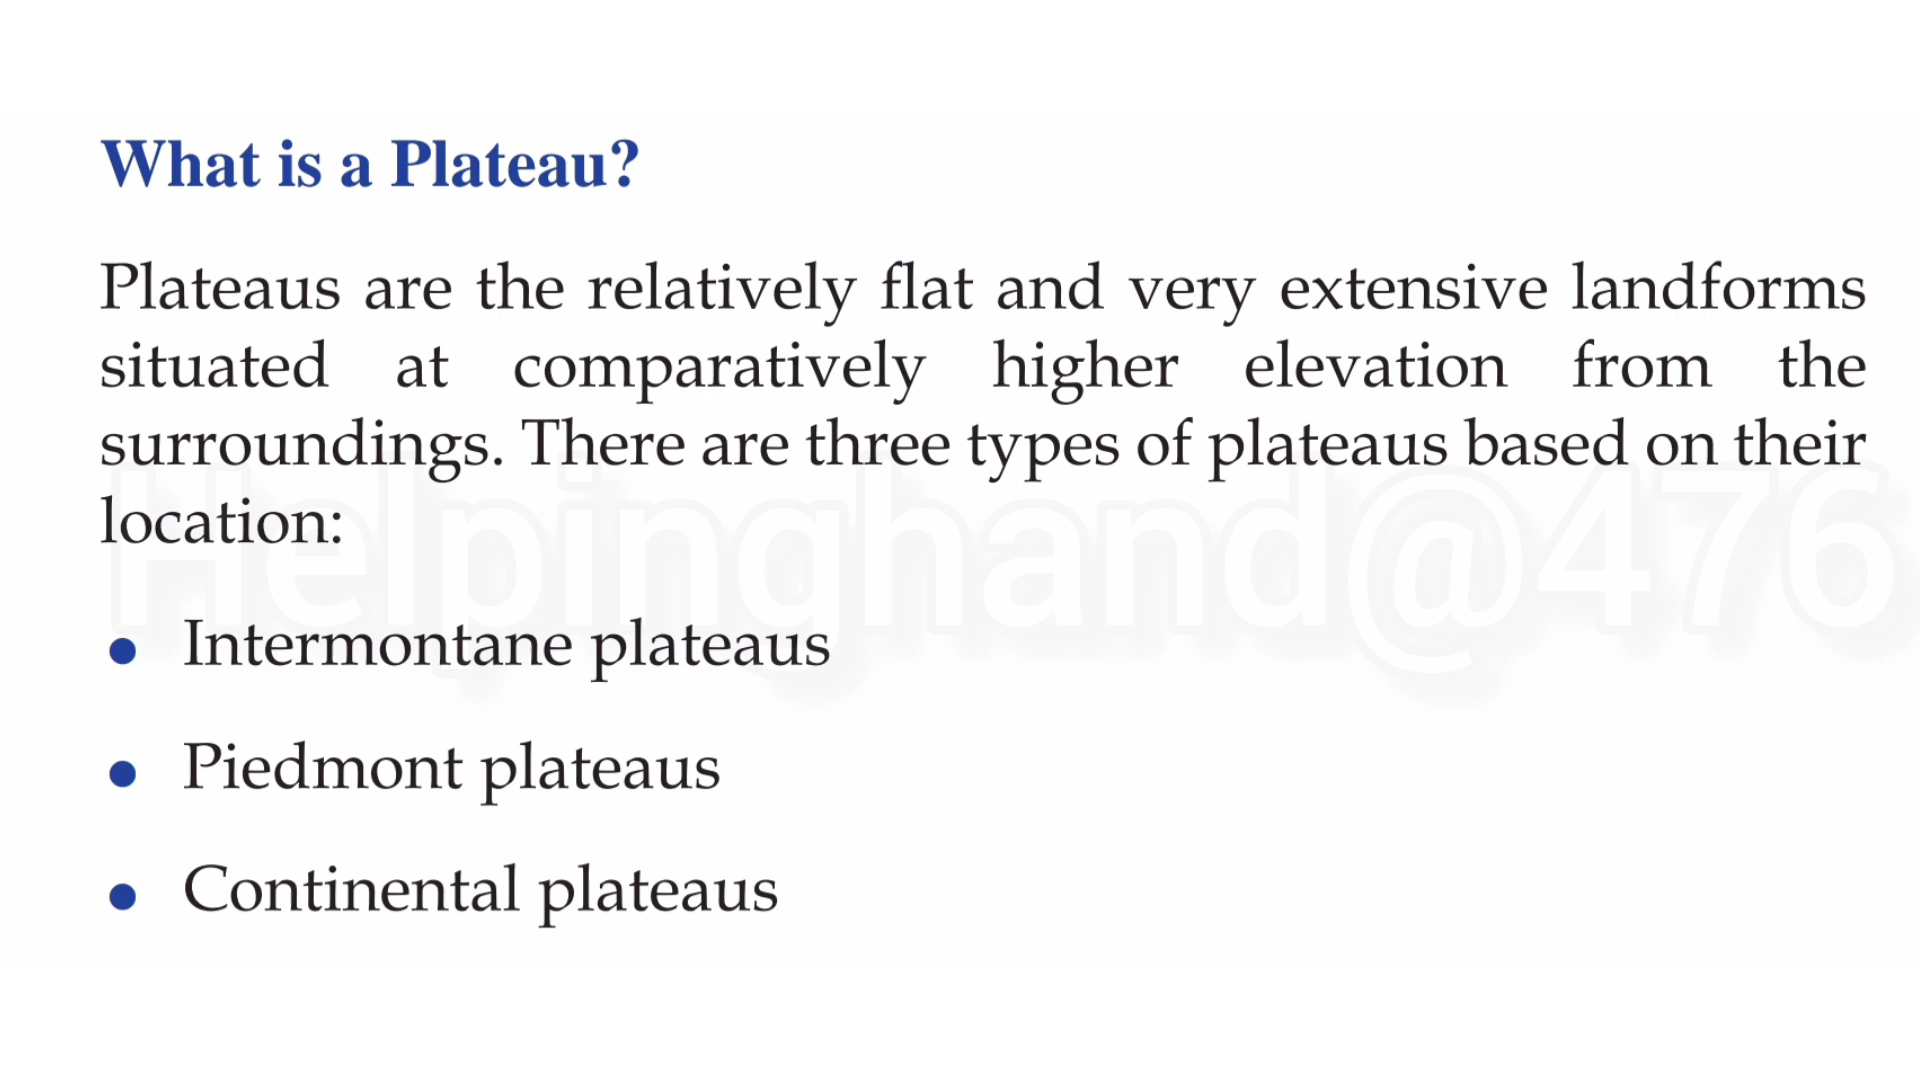 What is a Plateau?
Plateaus are the relatively flat and very extensive landforms
situated at comparatively higher elevation from the
surroundings. There are three types of plateaus based on their
location:
Helpinghand@476
• Intermontane plateaus
• Piedmont plateaus
• Continental plateaus